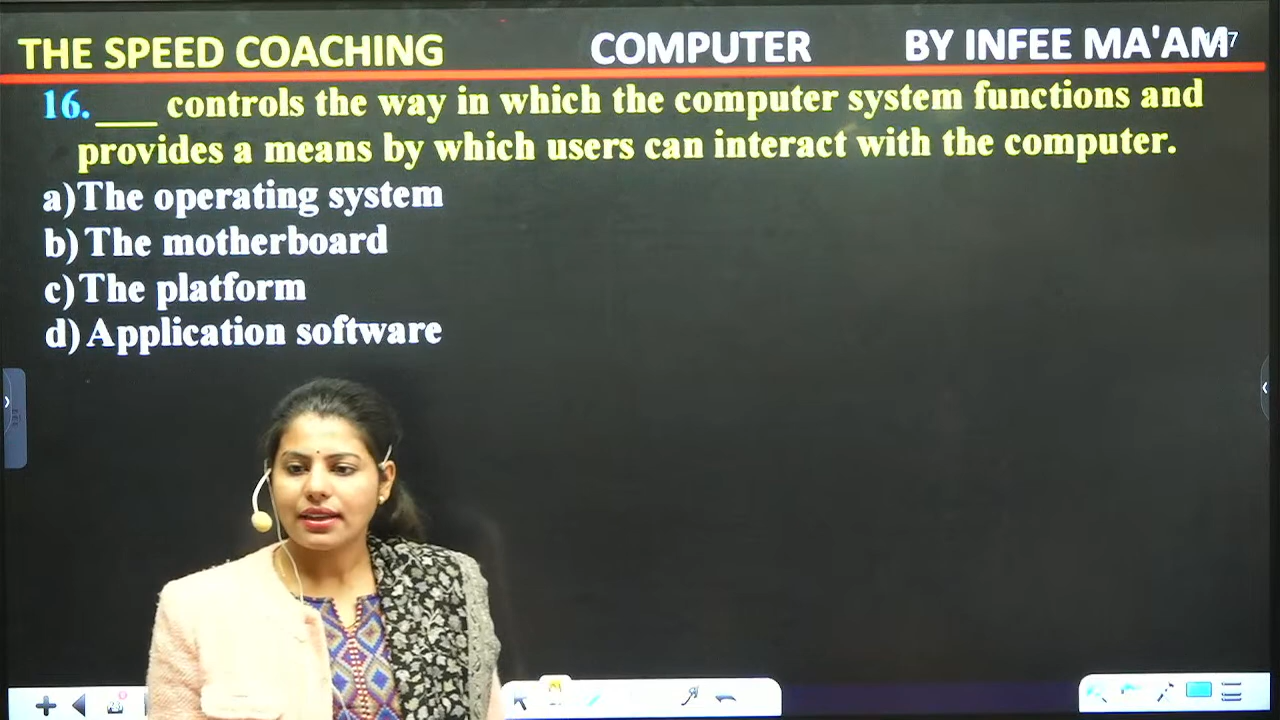 THE SPEED COACHING COMPUTER BY INFEE MA'AM
16.___ controls the way in which the computer system functions and
provides a means by which users can interact with the computer.
a)The operating system
b) The motherboard
c)The platform
d)Application software